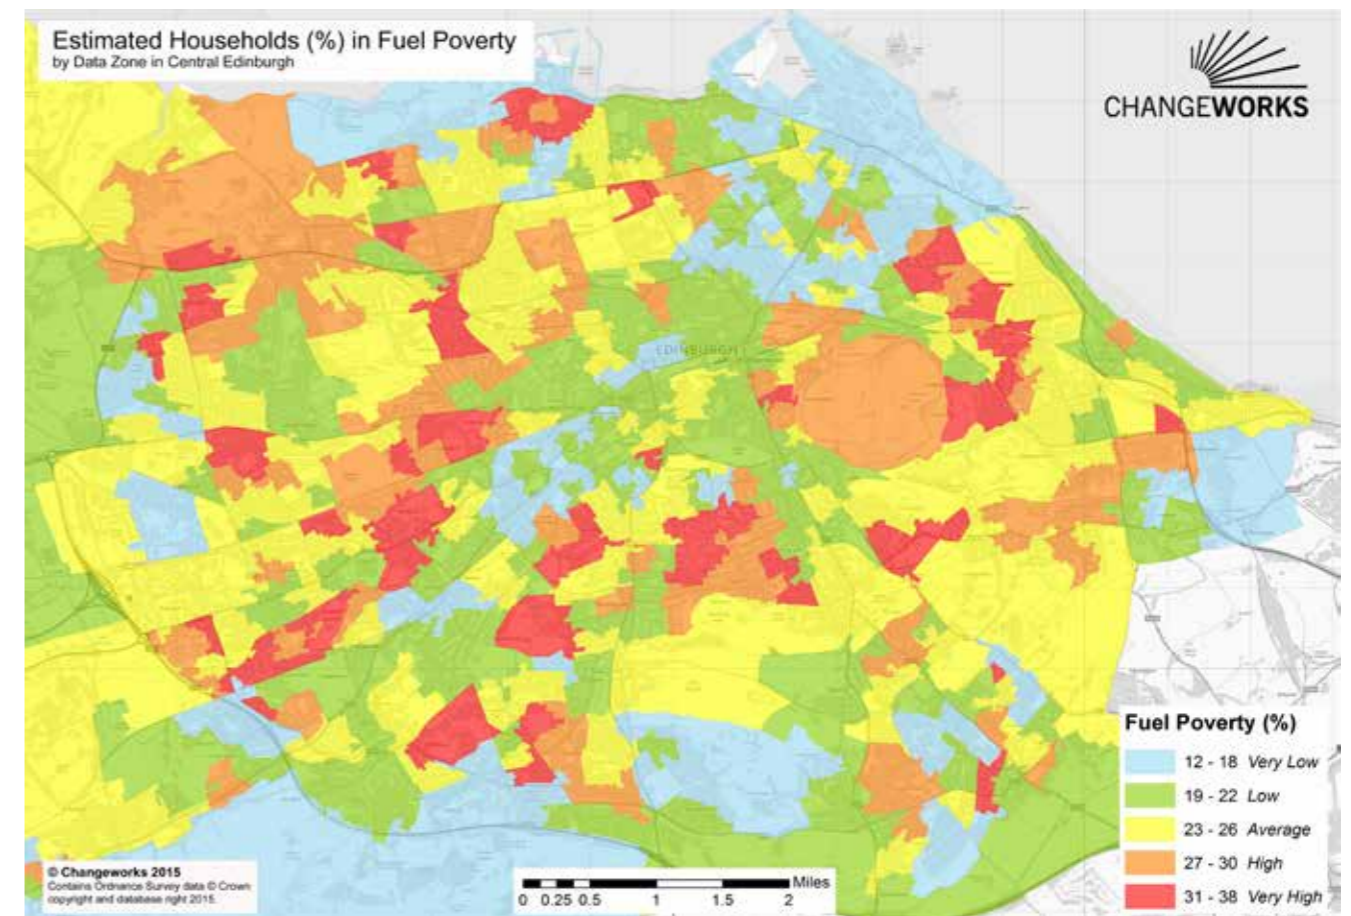 Estimated Households (%) in Fuel Poverty
by Data Zone in Central Edinburgh
CHANGEWORKS
EDINBURGH
Fuel Poverty (%)
12 - 18 Very Low
19 - 22 Low
23 - 26 Average
27 - 30 High
31 - 38 Very High
© Changeworks 2015
Contains Ordnance Survey data © Crown
copyright and database right 2015.
Miles
0 0.25 0.5 1 1.5 2